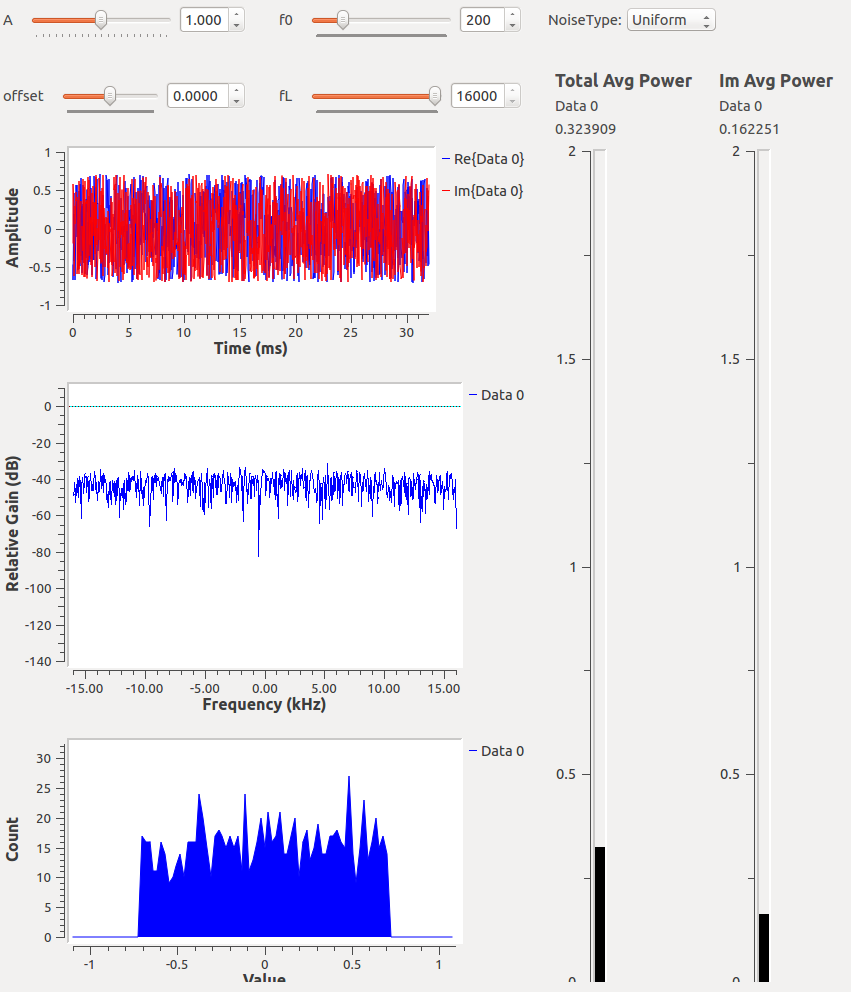 A 1.000 f0 200 NoiseType: Uniform
offset 0.0000 fL 16000
Total Avg Power
Data 0
0.323909
Im Avg Power
Data 0
0.162251
2
1.5
1
0.5
0
2
1.5
1
0.5
0
Amplitude
1
0.5
0
-0.5
-1
0 5 10 15 20 25 30
Time (ms)
Re{Data 0}
Im{Data 0}
Relative Gain (dB)
0
-20
-40
-60
-80
-100
-120
-140
-15.00 -10.00 -5.00 0.00 5.00 10.00 15.00
Frequency (kHz)
Data 0
Count
30
25
20
15
10
5
0
-1 -0.5 0 0.5 1
Value
Data 0